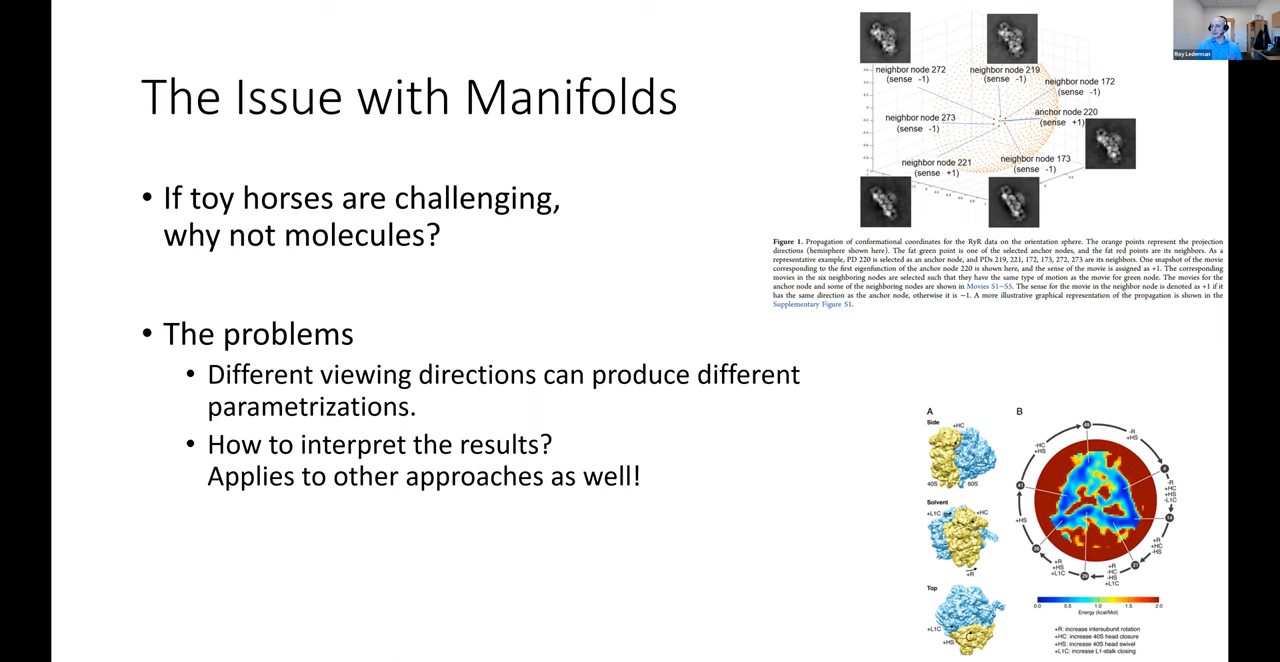 The Issue with Manifolds
• If toy horses are challenging,
why not molecules?
• The problems
• Different viewing directions can produce different
parametrizations.
• How to interpret the results?
Applies to other approaches as well!
Roy Lederman
neighbor node 272
(sense -1)
neighbor node 219
(sense -1)
neighbor node 172
(sense -1)
anchor node 220
(sense +1)
neighbor node 273
(sense -1)
neighbor node 221
(sense +1)
neighbor node 173
(sense -1)
Figure 1. Propagation of conformational coordinates for the RyR data on the orientation sphere. The orange points represent the projection
directions (hemisphere shown here). The fat green point is one of the selected anchor nodes, and the fat red points are its neighbors. As a
representative example, PD 220 is selected as an anchor node, and PDs 219, 221, 172, 173, 272, 273 are its neighbors. One snapshot of the movie
corresponding to the first eigenfunction of the anchor node 220 is shown here, and the sense of the movie is assigned as +1. The corresponding
movies in the six neighboring nodes are selected such that they have the same type of motion as the movie for green node. The movies for the
anchor node and some of the neighboring nodes are shown in Movies S1−S5. The sense for the movie in the neighbor node is denoted as +1 if it
has the same direction as the anchor node, otherwise it is −1. A more illustrative graphical representation of the propagation is shown in the
Supplementary Figure S1.
A
Side
+HC
40S
60S
Solvent
+L1C
+HC
+R
Top
+L1C
+HS
B
-R
+HS
-R
+HC
+HS
-L1C
+R
+HC
-HS
+R
-HC
-HS
+L1C
+R
+HS
+L1C
+HS
-HC
+HS
0.0 0.5 1.0 1.5 2.0
Energy (kcal/Mol)
+R: increase intersubunit rotation
+HC: increase 40S head closure
+HS: increase 40S head swivel
+L1C: increase L1-stalk closing